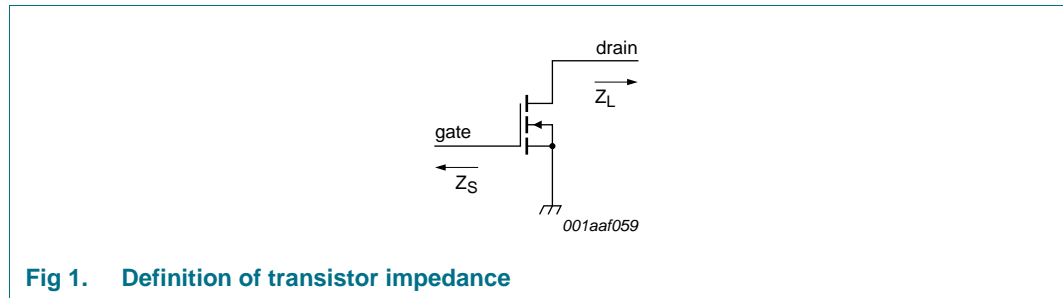 drain
Z_L
gate
Z_S
001aaf059
Fig 1. Definition of transistor impedance